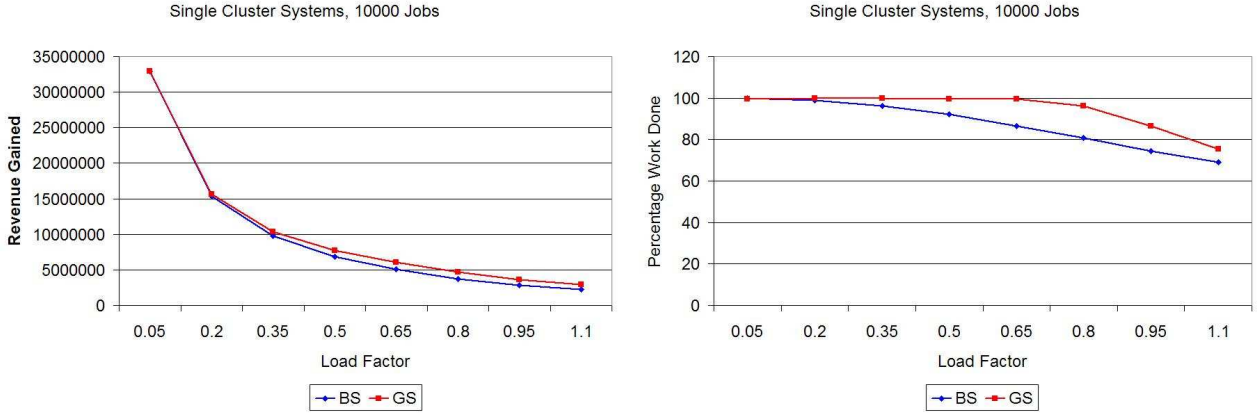 Single Cluster Systems, 10000 Jobs
Revenue Gained
35000000
30000000
25000000
20000000
15000000
10000000
5000000
0
0.05 0.2 0.35 0.5 0.65 0.8 0.95 1.1
Load Factor
BS GS
Single Cluster Systems, 10000 Jobs
Percentage Work Done
120
100
80
60
40
20
0
0.05 0.2 0.35 0.5 0.65 0.8 0.95 1.1
Load Factor
BS GS